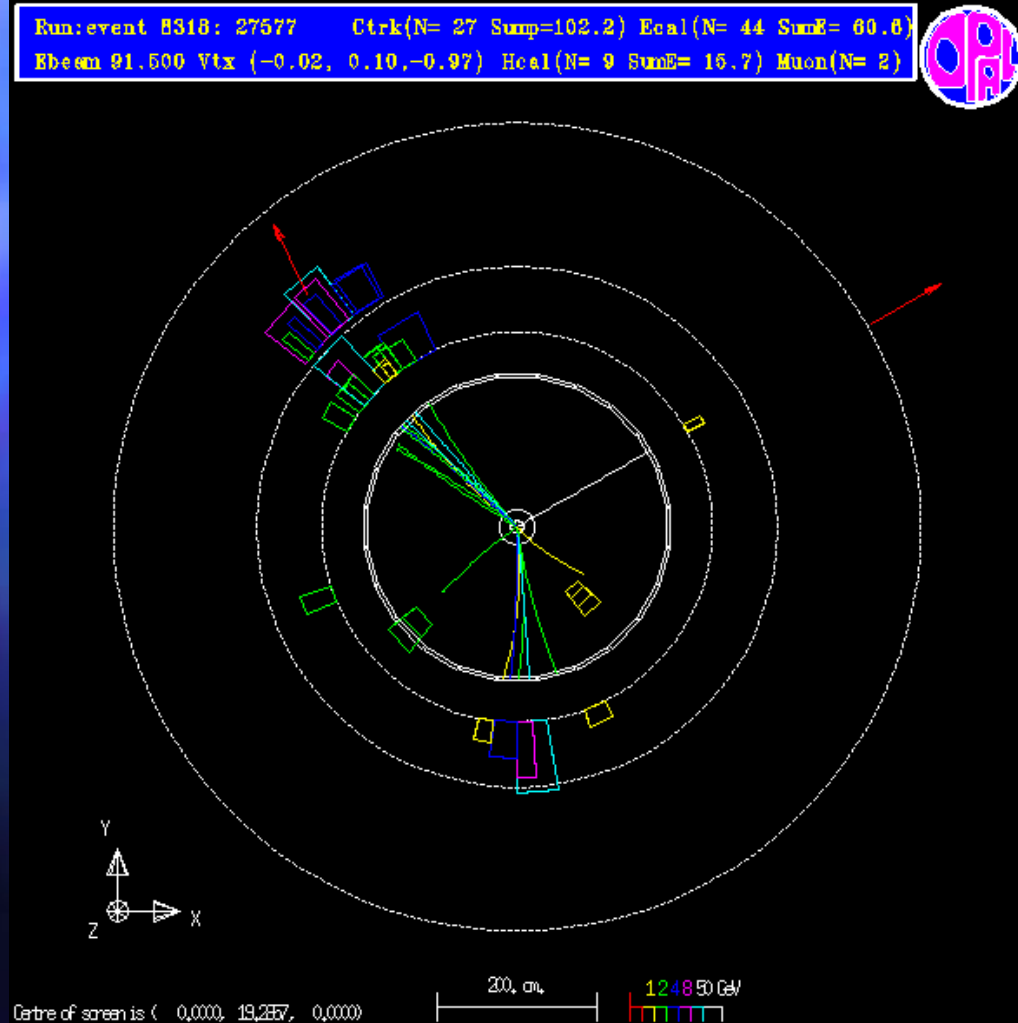 Run:event 8318: 27577 Ctrk(N= 27 Sump=102.2) Ecal(N= 44 SumE= 60.6)
Ebeam 91.500 Vtx (-0.02, 0.10,-0.97) Hcal(N= 9 SumE= 15.7) Muon(N= 2)
OPAL
Y
X
Z
200. cm.
1 2 4 8 50 GeV
Centre of screen is ( 0.0000, 19.2857, 0.0000)